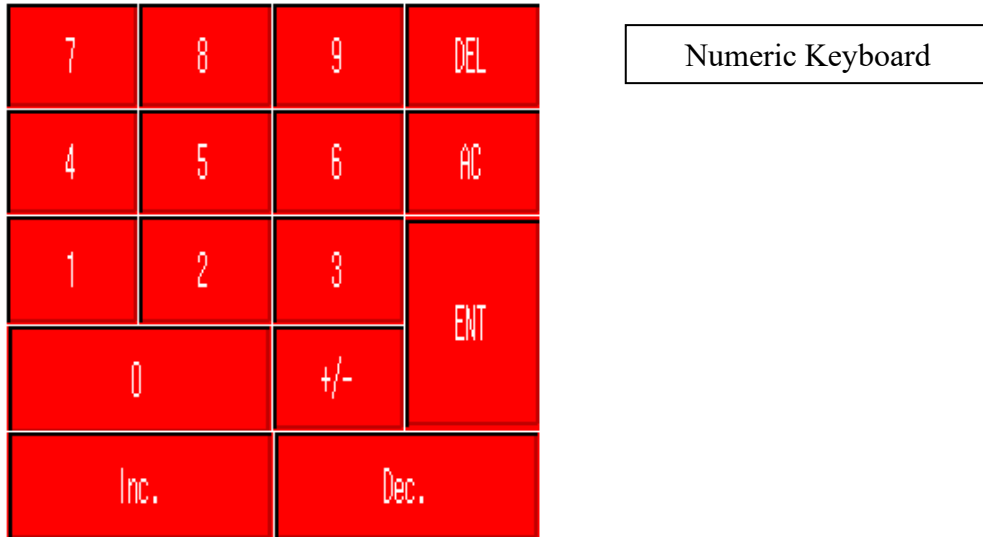 7 8 9 DEL
Numeric Keyboard
4 5 6 AC
1 2 3
ENT
0 +/-
Inc. Dec.